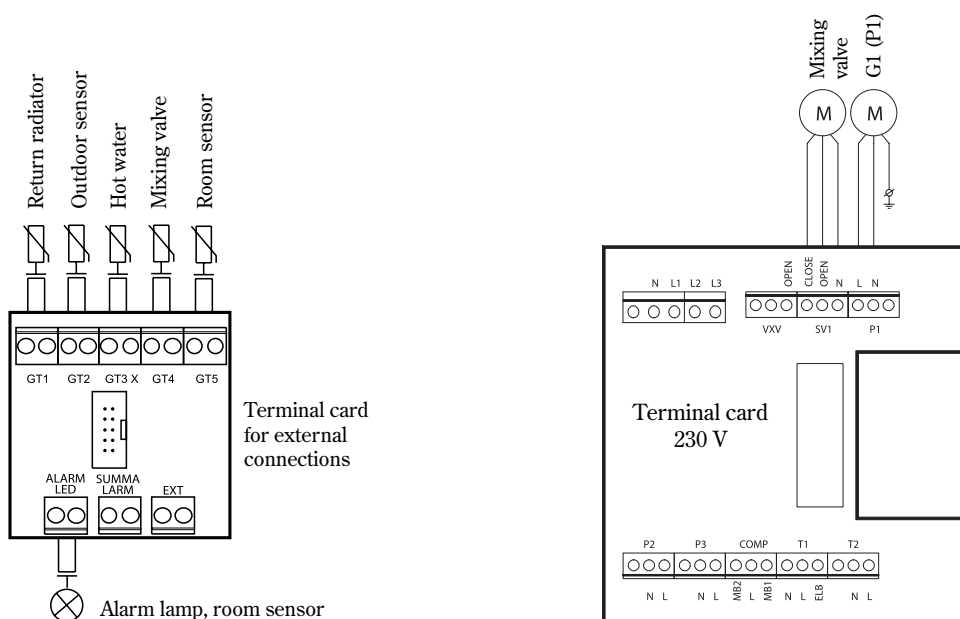 Return radiator
Outdoor sensor
Hot water
Mixing valve
Room sensor
GT1 GT2 GT3 X GT4 GT5
Terminal card
for external
connections
ALARM
LED
SUMMA
LARM
EXT
Alarm lamp, room sensor
Mixing
valve
G1 (P1)
M M
N L1 L2 L3
OPEN
CLOSE
OPEN
N L N
VXV SV1 P1
Terminal card
230 V
P2 P3 COMP T1 T2
N L N L MB2 L MB1 N L ELB N L